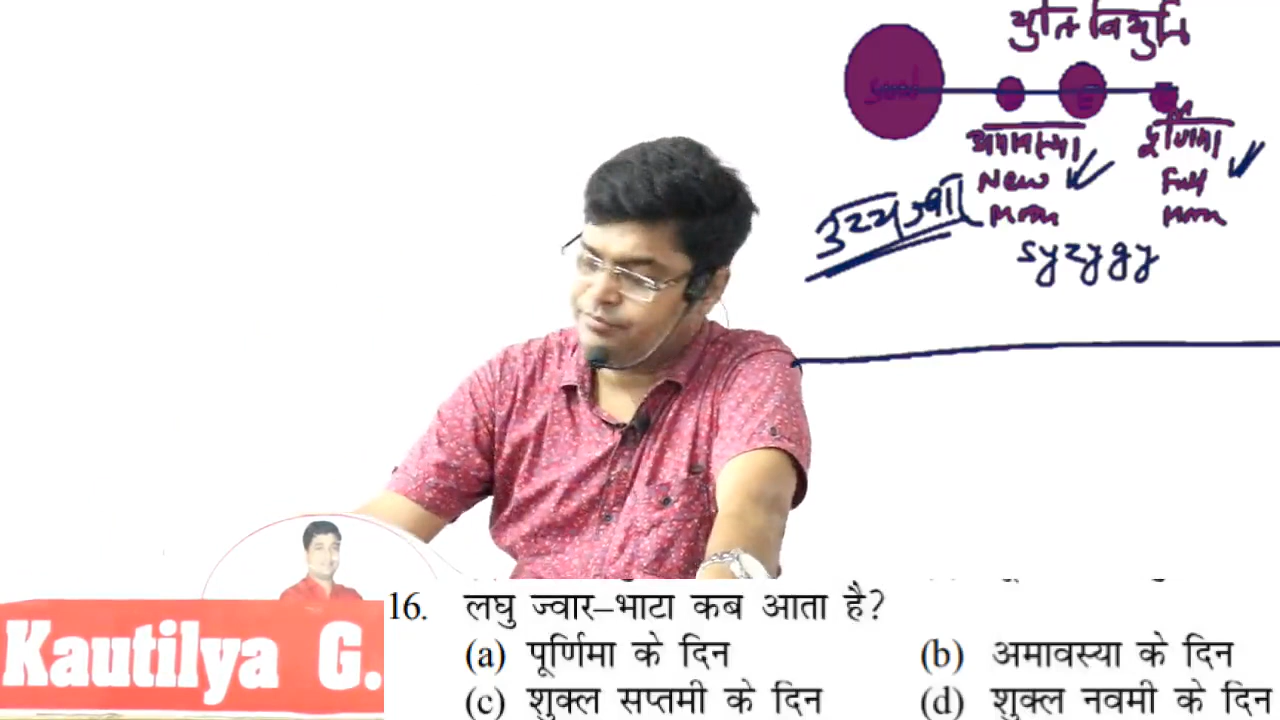 युति वियुति
Sun
E
अमावस्या
पूर्णिमा
New
Moon
Full
Moon
उच्च ज्वार
syzygy
Kautilya G.
16. लघु ज्वार–भाटा कब आता है?
(a) पूर्णिमा के दिन (b) अमावस्या के दिन
(c) शुक्ल सप्तमी के दिन (d) शुक्ल नवमी के दिन